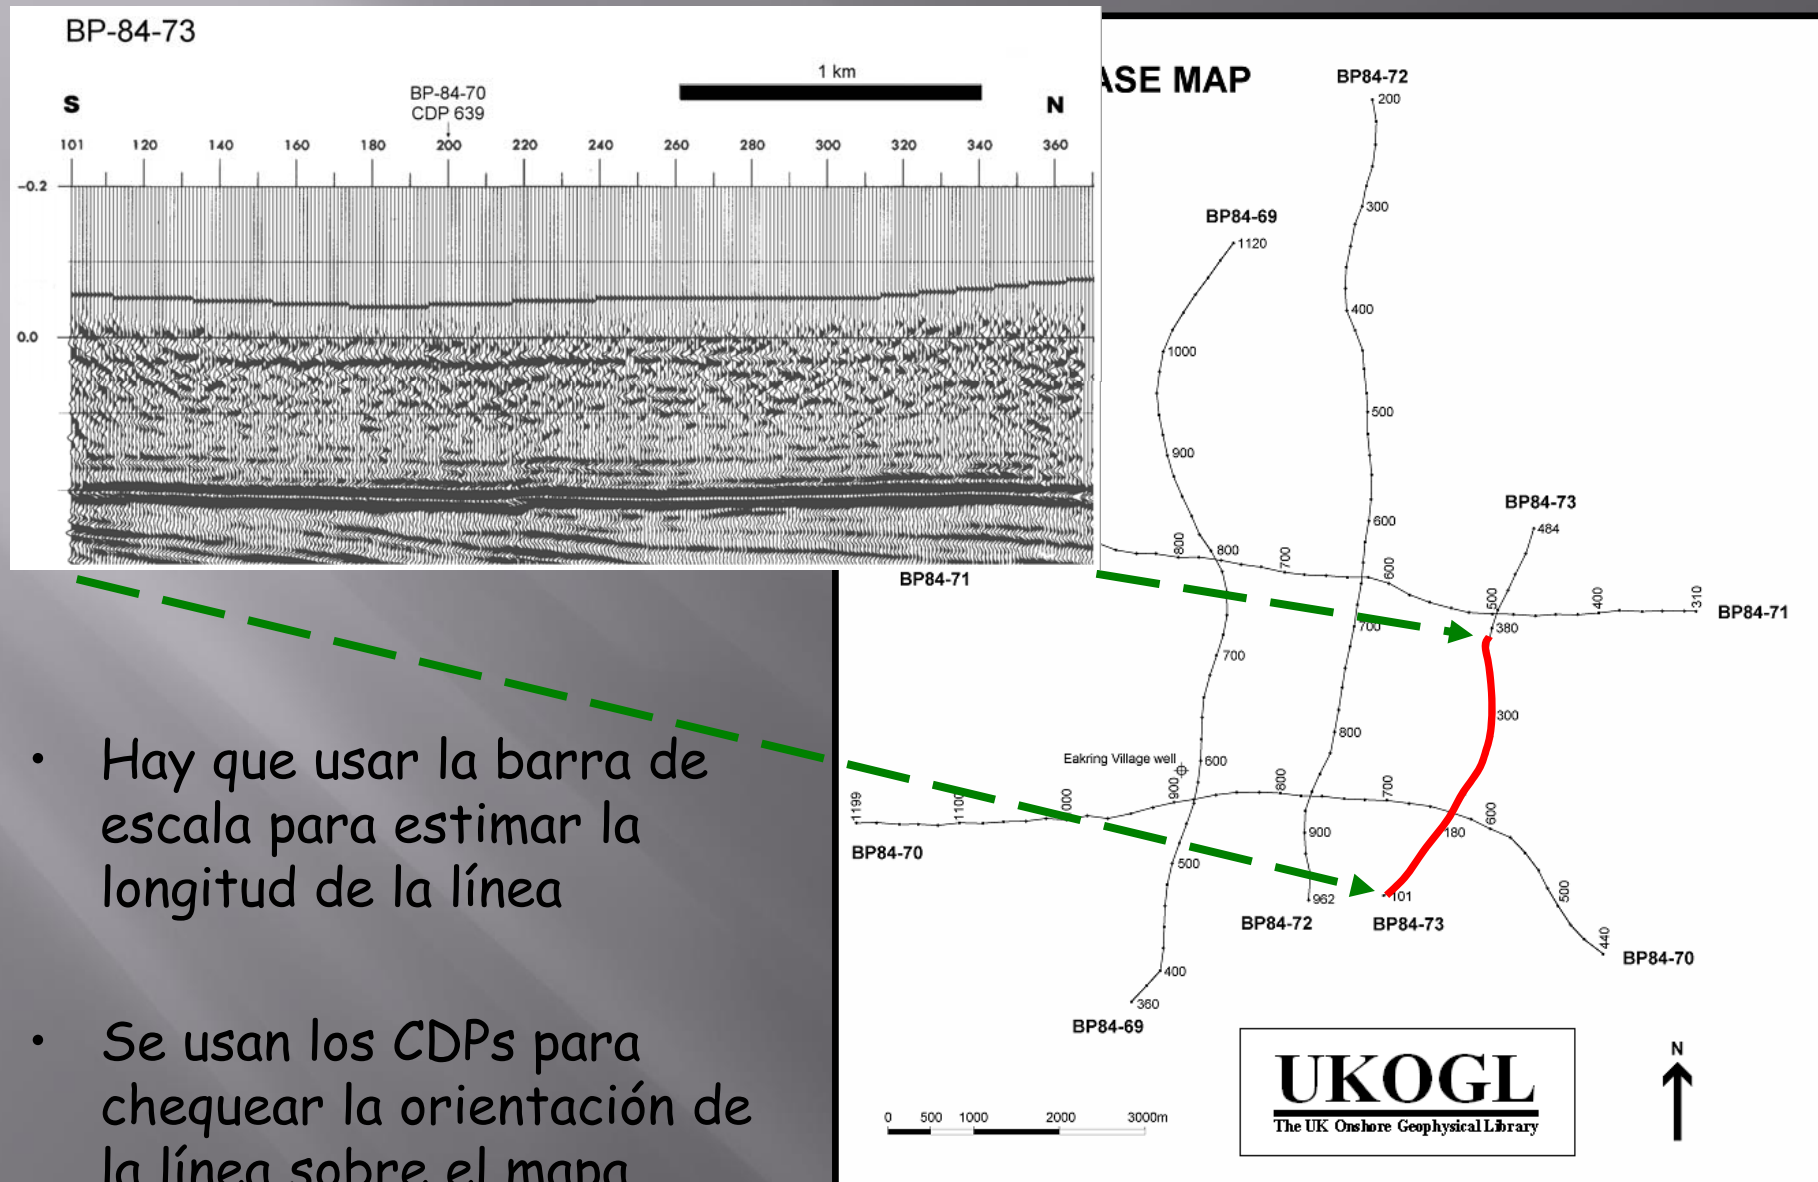 BP-84-73
1 km
S
BP-84-70
CDP 639
N
101 120 140 160 180 200 220 240 260 280 300 320 340 360
-0.2
0.0
ASE MAP
BP84-72
200
300
400
500
600
700
800
900
962
BP84-72
BP84-69
1120
1000
900
800
700
600
500
400
360
BP84-69
BP84-73
484
380
300
180
101
BP84-73
BP84-71
800
700
600
500
400
310
BP84-71
Eakring Village well
1199
1100
000
900
800
700
600
500
440
BP84-70
BP84-70
• Hay que usar la barra de
escala para estimar la
longitud de la línea
• Se usan los CDPs para
chequear la orientación de
la línea sobre el mapa
0 500 1000 2000 3000m
UKOGL
The UK Onshore Geophysical Library
N